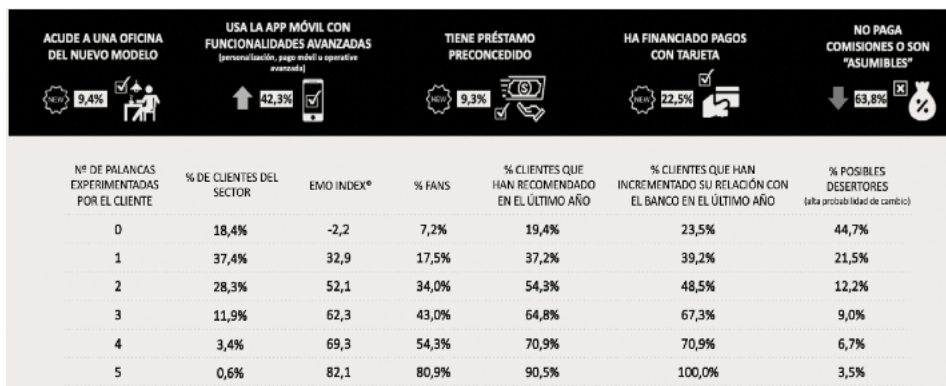 ACUDE A UNA OFICINA
DEL NUEVO MODELO
NEW 9,4%
USA LA APP MÓVIL CON
FUNCIONALIDADES AVANZADAS
(personalización, pago móvil u operative
avanzada)
42,3%
TIENE PRÉSTAMO
PRECONCEDIDO
NEW 9,3%
HA FINANCIADO PAGOS
CON TARJETA
NEW 22,5%
NO PAGA
COMISIONES O SON
"ASUMIBLES"
63,8%
Nº DE PALANCAS
EXPERIMENTADAS
POR EL CLIENTE
% DE CLIENTES DEL
SECTOR
EMO INDEX®
% FANS
% CLIENTES QUE
HAN RECOMENDADO
EN EL ÚLTIMO AÑO
% CLIENTES QUE HAN
INCREMENTADO SU RELACIÓN CON
EL BANCO EN EL ÚLTIMO AÑO
% POSIBLES
DESERTORES
(alta probabilidad de cambio)
0 18,4% -2,2 7,2% 19,4% 23,5% 44,7%
1 37,4% 32,9 17,5% 37,2% 39,2% 21,5%
2 28,3% 52,1 34,0% 54,3% 48,5% 12,2%
3 11,9% 62,3 43,0% 64,8% 67,3% 9,0%
4 3,4% 69,3 54,3% 70,9% 70,9% 6,7%
5 0,6% 82,1 80,9% 90,5% 100,0% 3,5%